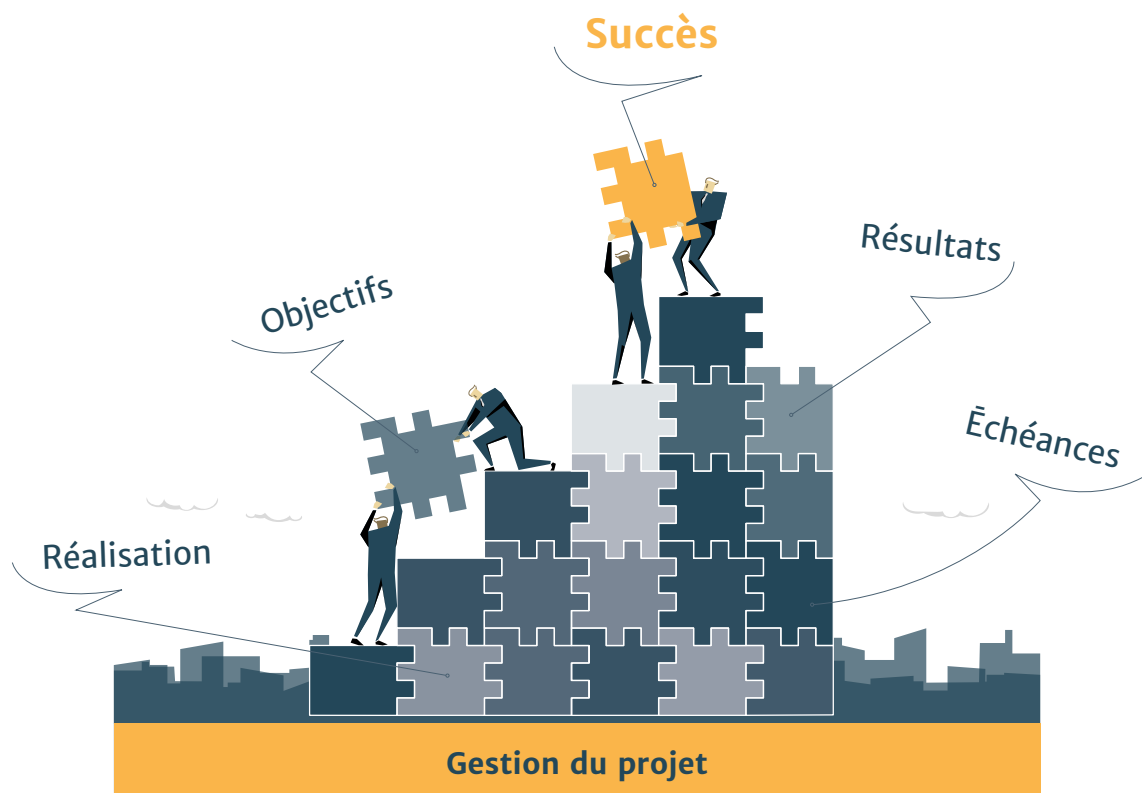 Succès
Résultats
Objectifs
Échéances
Réalisation
Gestion du projet